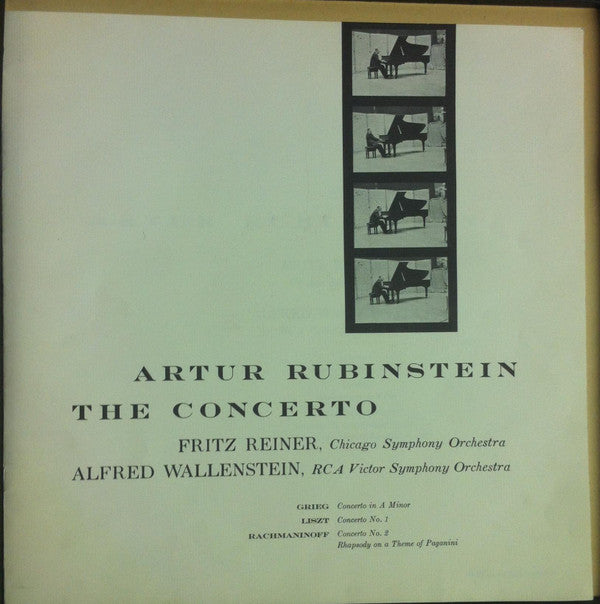 ARTUR RUBINSTEIN
THE CONCERTO
FRITZ REINER, Chicago Symphony Orchestra
ALFRED WALLENSTEIN, RCA Victor Symphony Orchestra
GRIEG Concerto in A Minor
LISZT Concerto No. 1
RACHMANINOFF Concerto No. 2
Rhapsody on a Theme of Paganini